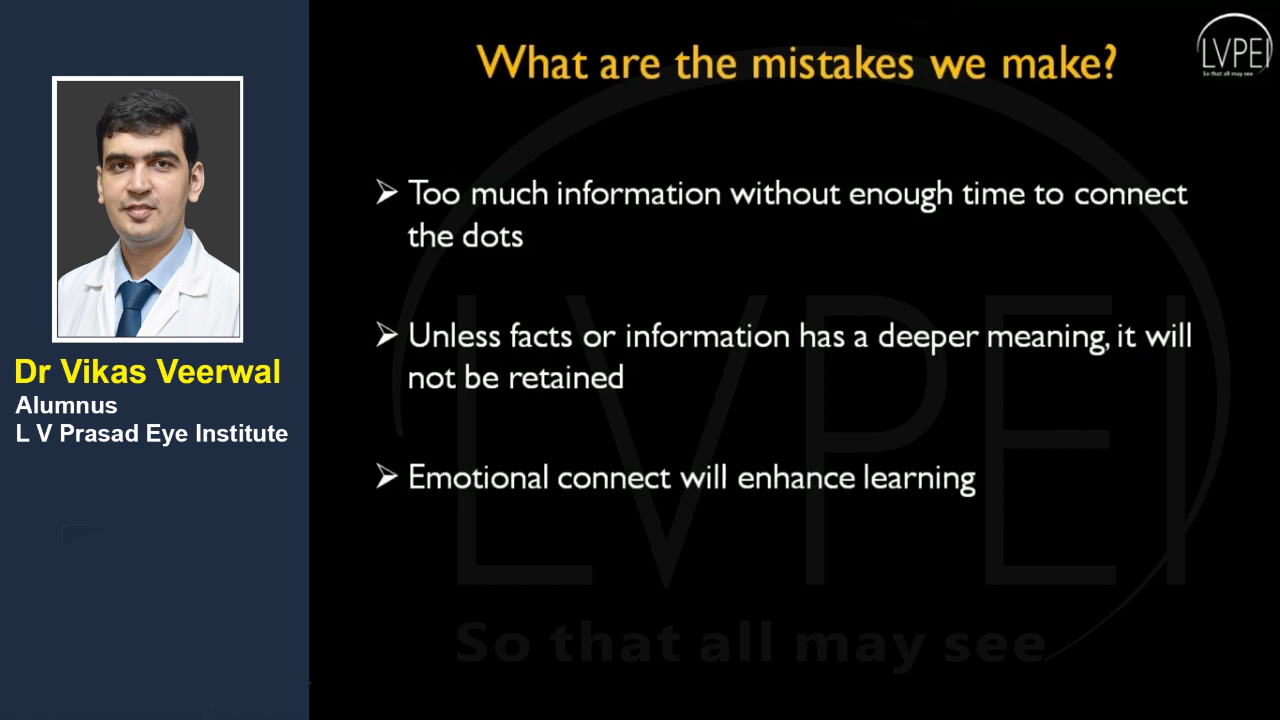 What are the mistakes we make?
LVPEI
So that all may see
➢ Too much information without enough time to connect
the dots
➢ Unless facts or information has a deeper meaning, it will
not be retained
➢ Emotional connect will enhance learning
Dr Vikas Veerwal
Alumnus
L V Prasad Eye Institute
LVPEI
So that all may see